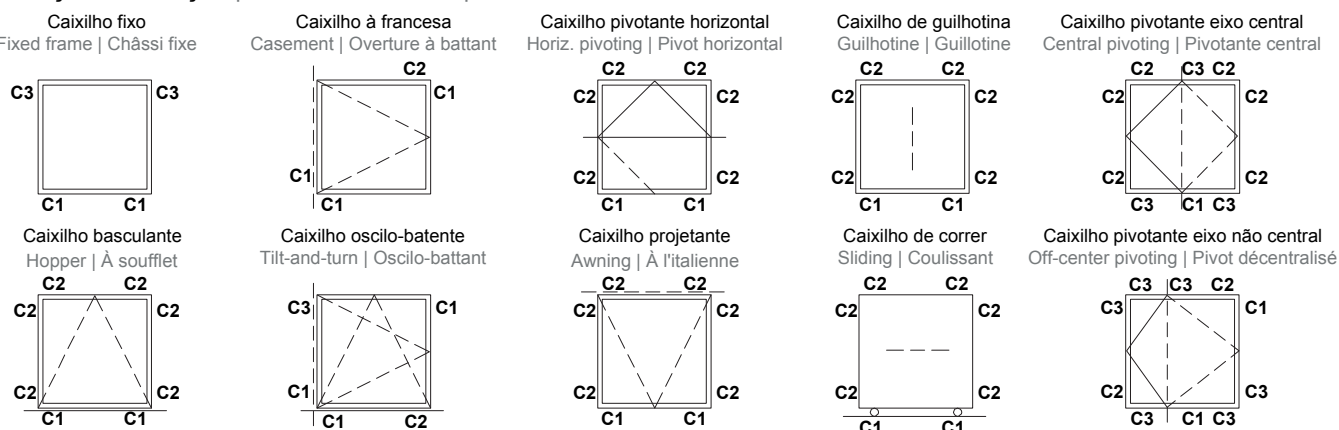 Caixilho fixo
Fixed frame | Châssi fixe
C3 C3
C1 C1
Caixilho à francesa
Casement | Overture à battant
C2
C1
C1
C1
Caixilho pivotante horizontal
Horiz. pivoting | Pivot horizontal
C2 C2
C2 C2
C2 C2
C2 C2
Caixilho de guilhotina
Guilhotine | Guillotine
C2 C2
C2 C2
C2 C2
C1 C1
Caixilho pivotante eixo central
Central pivoting | Pivotante central
C2 C3 C2
C2 C2
C2 C2
C3 C1 C3
Caixilho basculante
Hopper | À soufflet
C2 C2
C2 C2
C2 C2
C1 C1
Caixilho oscilo-batente
Tilt-and-turn | Oscilo-battant
C3 C1
C1
C1 C2
Caixilho projetante
Awning | À l'italienne
C2 C2
C2 C2
C2 C2
C1 C1
Caixilho de correr
Sliding | Coulissant
C2 C2
C2 C2
C2 C2
C1 C1
Caixilho pivotante eixo não central
Off-center pivoting | Pivot décentralisé
C3 C3 C2
C3 C1
C2 C3
C3 C1 C3